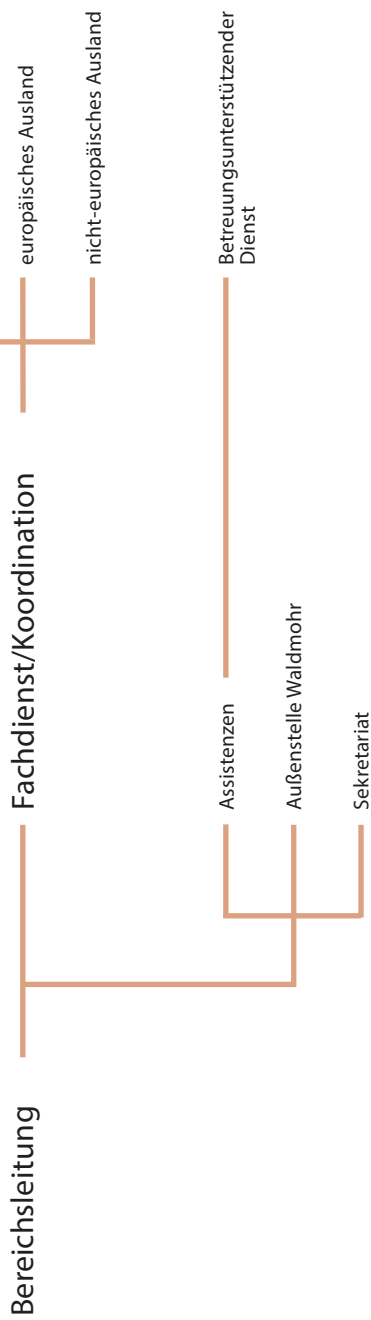 Bereichsleitung
Fachdienst/Koordination
europäisches Ausland
nicht-europäisches Ausland
Assistenzen
Betreuungsunterstützender
Dienst
Außenstelle Waldmohr
Sekretariat